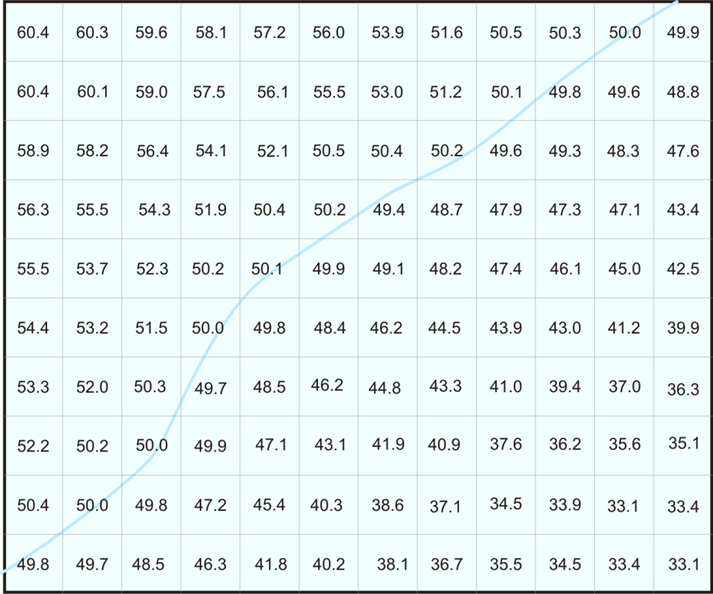 60.4 60.3 59.6 58.1 57.2 56.0 53.9 51.6 50.5 50.3 50.0 49.9
60.4 60.1 59.0 57.5 56.1 55.5 53.0 51.2 50.1 49.8 49.6 48.8
58.9 58.2 56.4 54.1 52.1 50.5 50.4 50.2 49.6 49.3 48.3 47.6
56.3 55.5 54.3 51.9 50.4 50.2 49.4 48.7 47.9 47.3 47.1 43.4
55.5 53.7 52.3 50.2 50.1 49.9 49.1 48.2 47.4 46.1 45.0 42.5
54.4 53.2 51.5 50.0 49.8 48.4 46.2 44.5 43.9 43.0 41.2 39.9
53.3 52.0 50.3 49.7 48.5 46.2 44.8 43.3 41.0 39.4 37.0 36.3
52.2 50.2 50.0 49.9 47.1 43.1 41.9 40.9 37.6 36.2 35.6 35.1
50.4 50.0 49.8 47.2 45.4 40.3 38.6 37.1 34.5 33.9 33.1 33.4
49.8 49.7 48.5 46.3 41.8 40.2 38.1 36.7 35.5 34.5 33.4 33.1